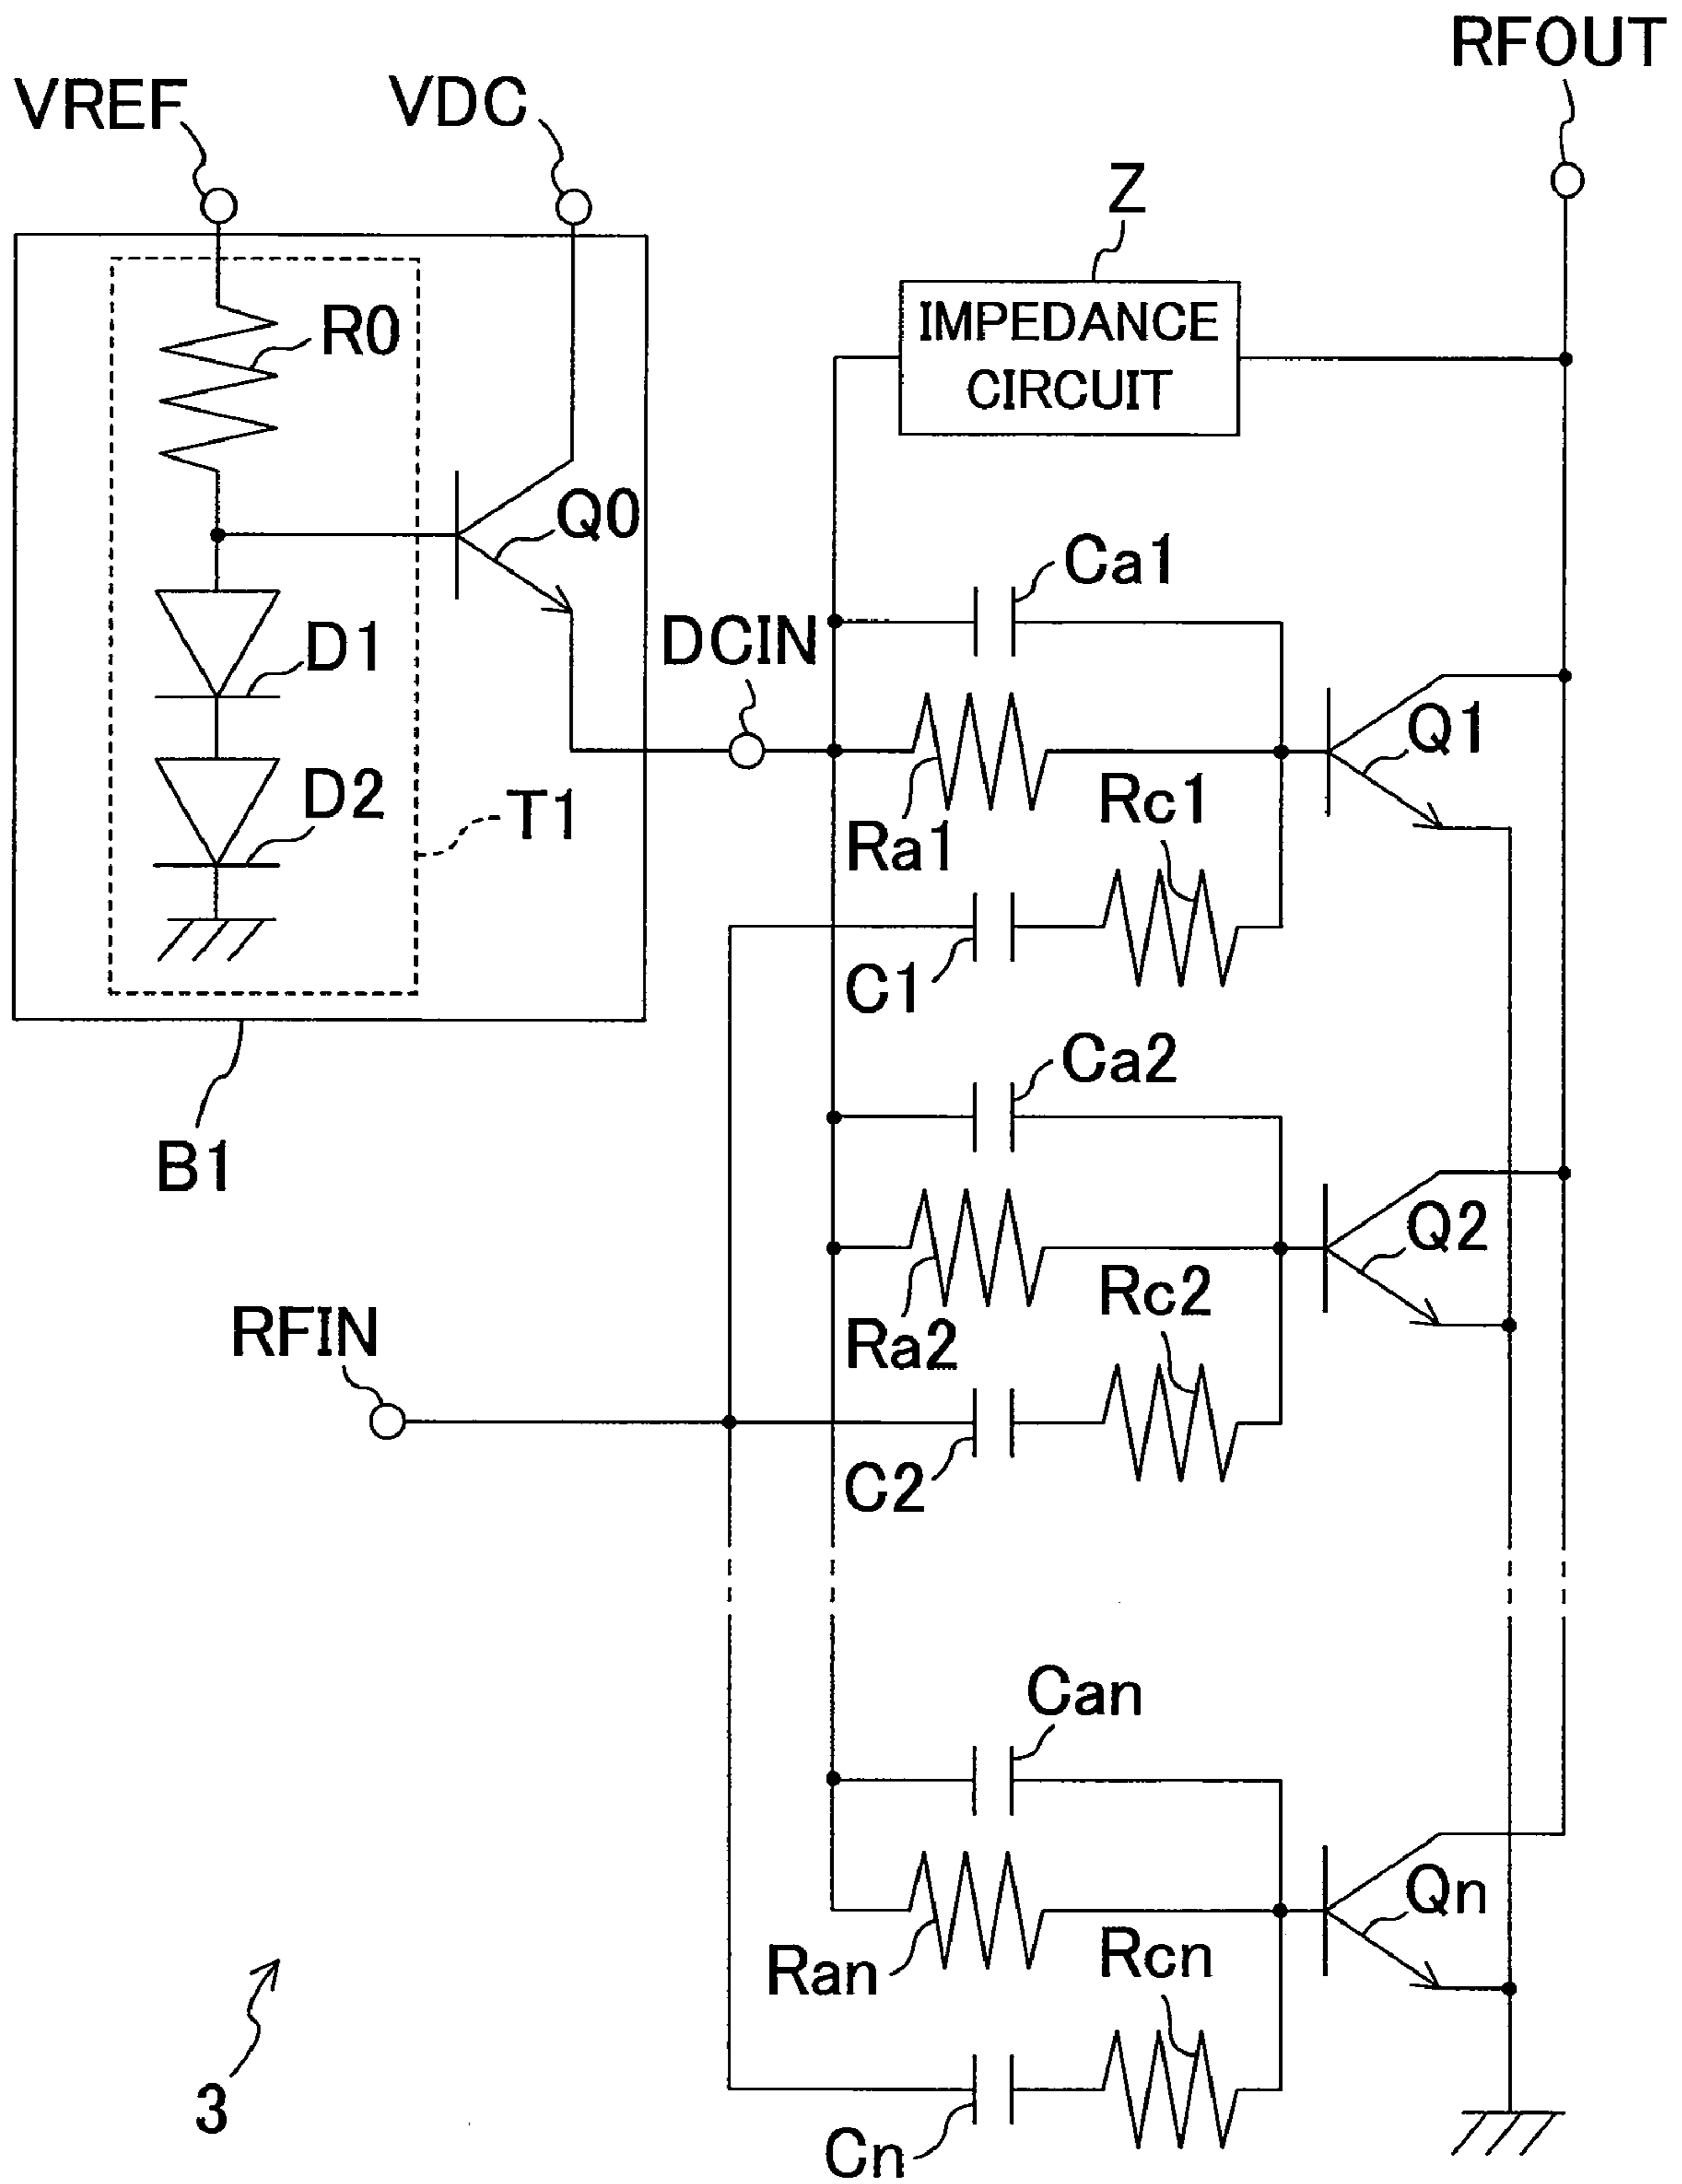 RFOUT
VREF
VDC
Z
IMPEDANCE
CIRCUIT
R0
Q0
Ca1
D1
DCIN
Q1
D2
T1
Ra1
Rc1
C1
Ca2
B1
Q2
RFIN
Ra2
Rc2
C2
Can
Qn
Ran
Rcn
3
Cn